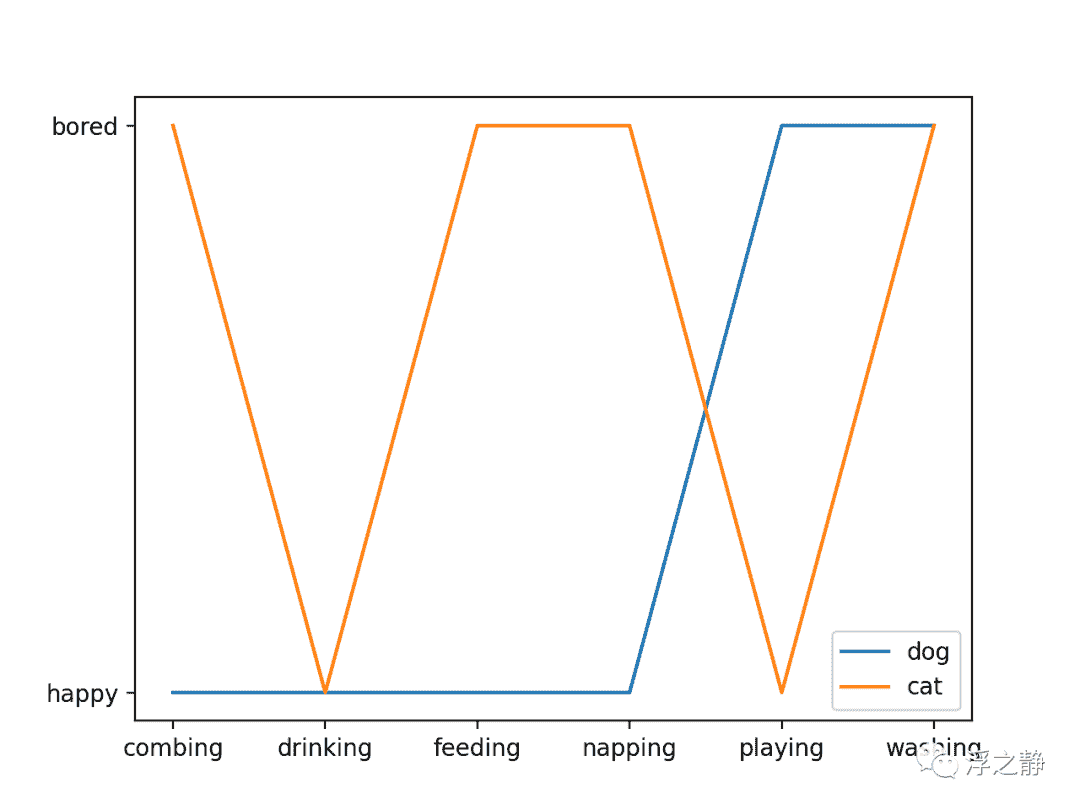 bored
happy
dog
cat
combing drinking feeding napping playing washing
浮之静